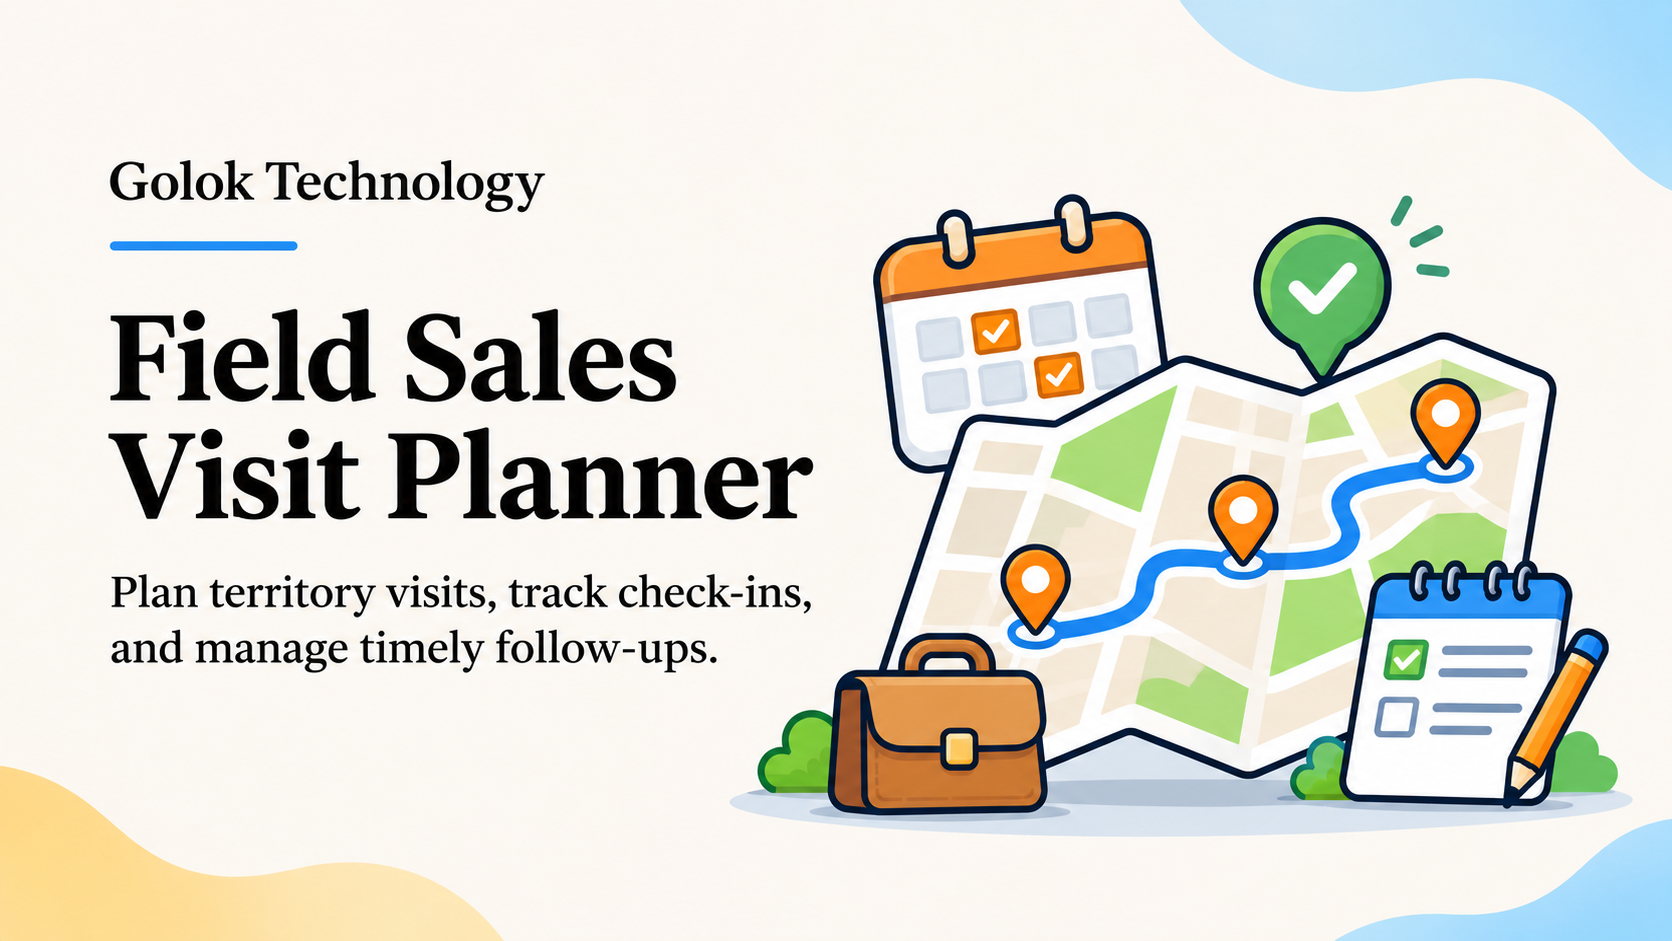 Golok Technology
Field Sales
Visit Planner
Plan territory visits, track check-ins,
and manage timely follow-ups.